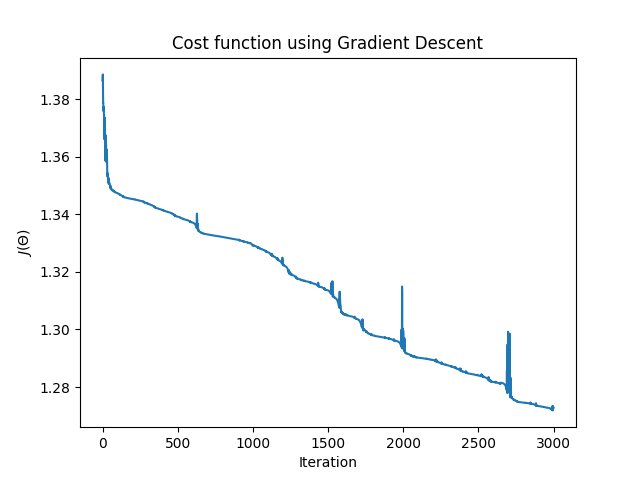 Cost function using Gradient Descent
1.38
1.36
1.34
1.32
1.30
1.28
J(Θ)
0 500 1000 1500 2000 2500 3000
Iteration